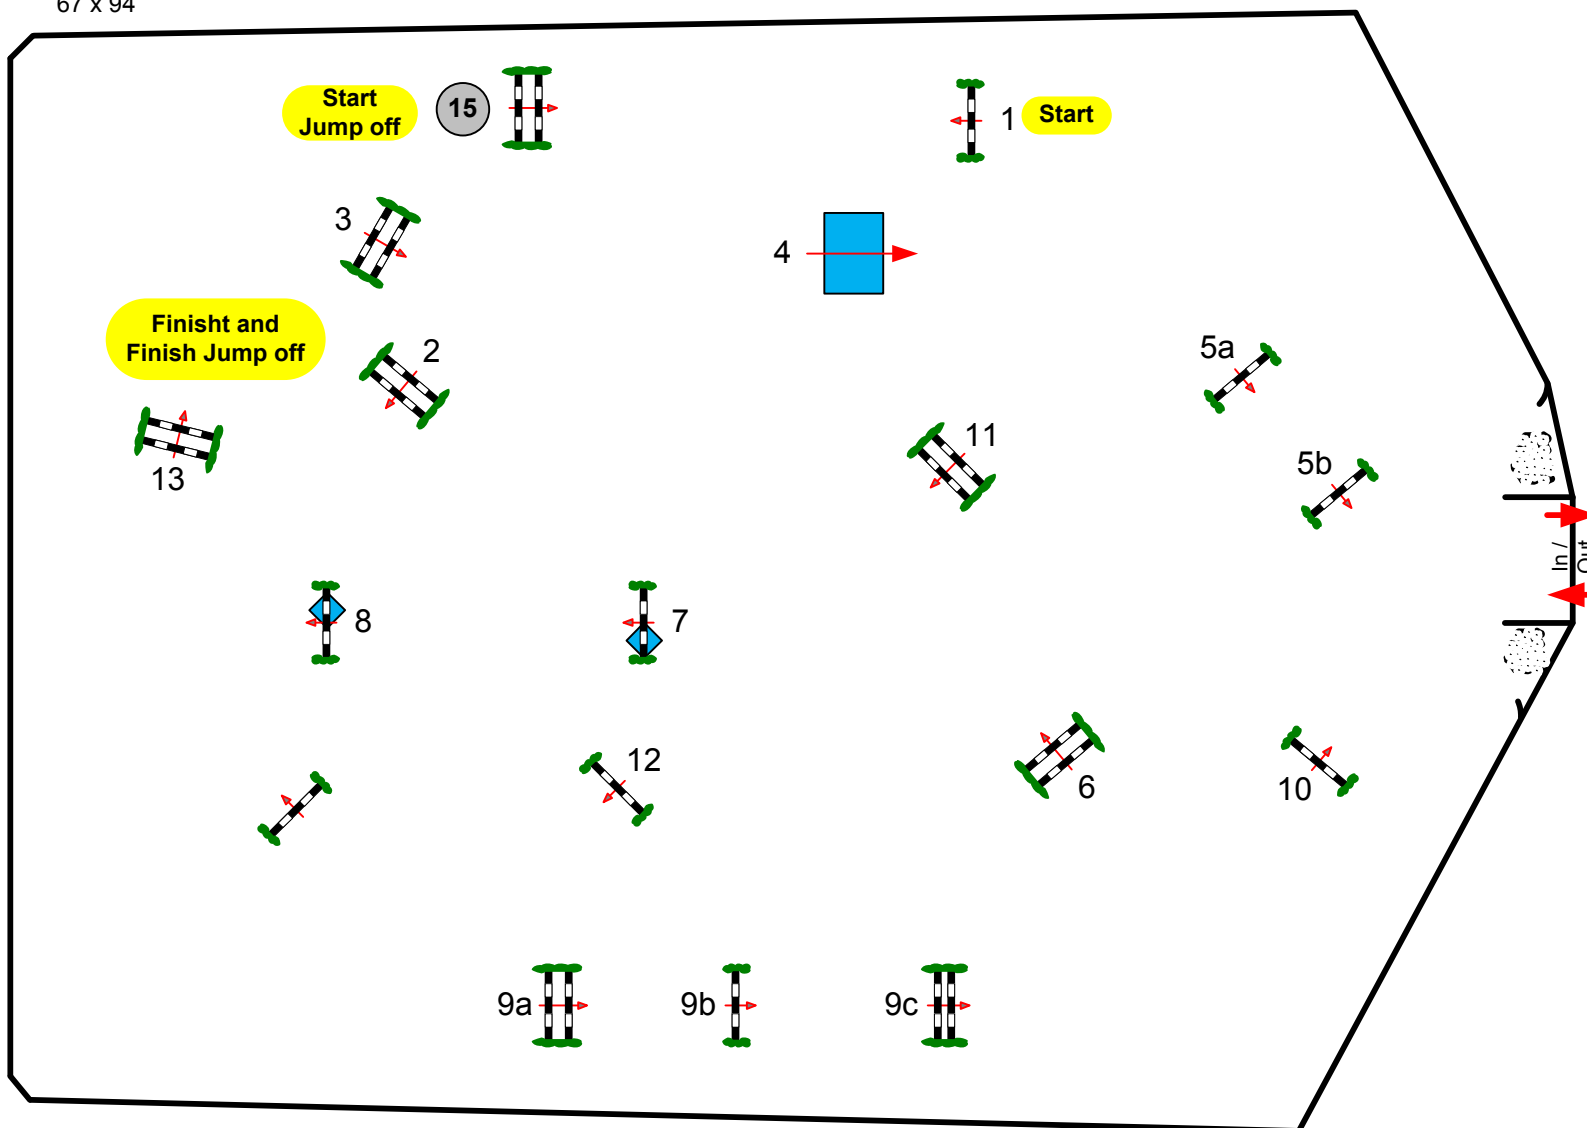 67 x 94
Start
Jump off
15
1
Start
3
4
Finisht and
Finish Jump off
2
5a
13
11
5b
In /
Out
8
7
12
6
10
9a
9b
9c